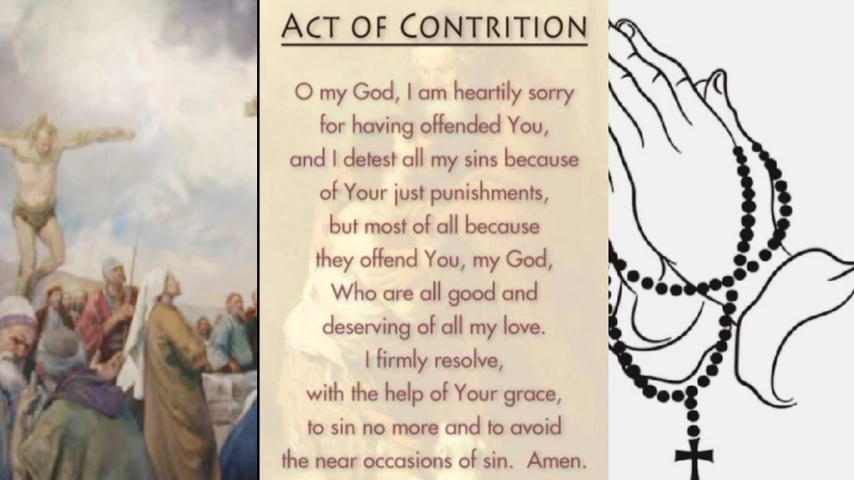 ACT OF CONTRITION
O my God, I am heartily sorry
for having offended You,
and I detest all my sins because
of Your just punishments,
but most of all because
they offend You, my God,
Who are all good and
deserving of all my love.
I firmly resolve,
with the help of Your grace,
to sin no more and to avoid
the near occasions of sin. Amen.